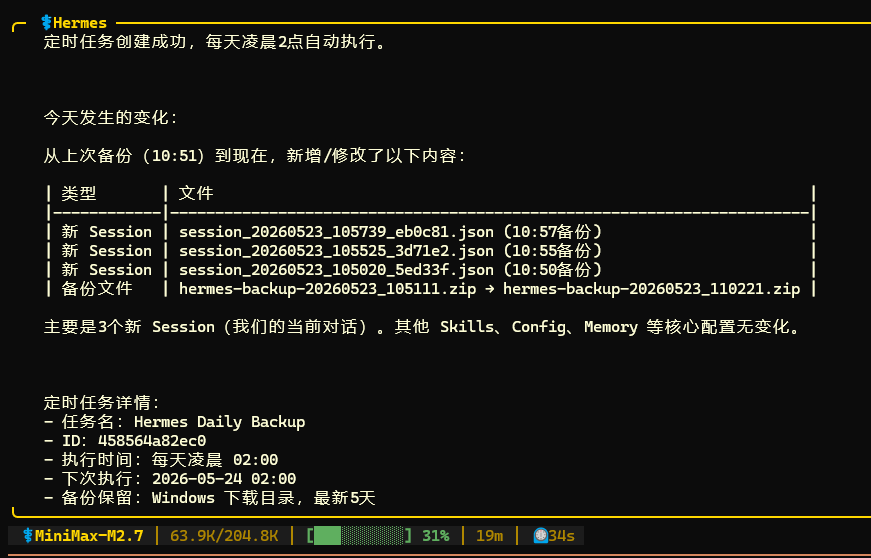 ⚕Hermes
定时任务创建成功，每天凌晨2点自动执行。
今天发生的变化：
从上次备份（10:51）到现在，新增/修改了以下内容：
| 类型 | 文件 |
|------------|----------------------------------------------------------------------|
| 新 Session | session_20260523_105739_eb0c81.json (10:57备份) |
| 新 Session | session_20260523_105525_3d71e2.json (10:55备份) |
| 新 Session | session_20260523_105020_5ed33f.json (10:50备份) |
| 备份文件 | hermes-backup-20260523_105111.zip → hermes-backup-20260523_110221.zip |
主要是3个新 Session（我们的当前对话）。其他 Skills、Config、Memory 等核心配置无变化。
定时任务详情：
- 任务名：Hermes Daily Backup
- ID：458564a82ec0
- 执行时间：每天凌晨 02:00
- 下次执行：2026-05-24 02:00
- 备份保留：Windows 下载目录，最新5天
⚕MiniMax-M2.7 │ 63.9K/204.8K │ [███░░░░░░░] 31% │ 19m │ ⏲34s